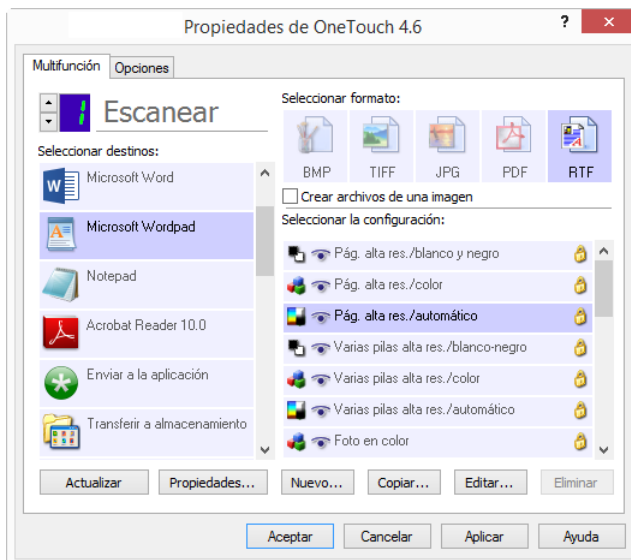 Propiedades de OneTouch 4.6
Multifunción
Opciones
1
Escanear
Seleccionar destinos:
Microsoft Word
Microsoft Wordpad
Notepad
Acrobat Reader 10.0
Enviar a la aplicación
Transferir a almacenamiento
Seleccionar formato:
BMP TIFF JPG PDF RTF
Crear archivos de una imagen
Seleccionar la configuración:
Pág. alta res./blanco y negro
Pág. alta res./color
Pág. alta res./automático
Varias pilas alta res./blanco-negro
Varias pilas alta res./color
Varias pilas alta res./automático
Foto en color
Actualizar Propiedades... Nuevo... Copiar... Editar... Eliminar
Aceptar Cancelar Aplicar Ayuda